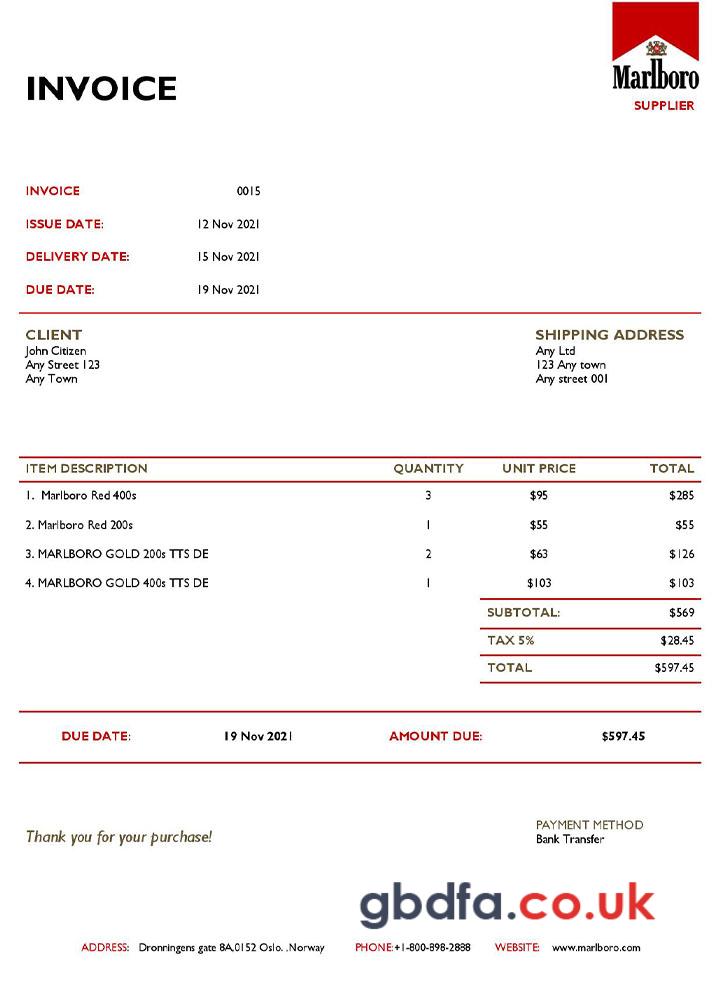 Marlboro
SUPPLIER
INVOICE
INVOICE 0015
ISSUE DATE: 12 Nov 2021
DELIVERY DATE: 15 Nov 2021
DUE DATE: 19 Nov 2021
CLIENT SHIPPING ADDRESS
John Citizen Any Ltd
Any Street 123 123 Any town
Any Town Any street 001
ITEM DESCRIPTION QUANTITY UNIT PRICE TOTAL
1. Marlboro Red 400s 3 $95 $285
2. Marlboro Red 200s 1 $55 $55
3. MARLBORO GOLD 200s TTS DE 2 $63 $126
4. MARLBORO GOLD 400s TTS DE 1 $103 $103
SUBTOTAL: $569
TAX 5% $28.45
TOTAL $597.45
DUE DATE: 19 Nov 2021 AMOUNT DUE: $597.45
PAYMENT METHOD
Thank you for your purchase! Bank Transfer
gbdfa.co.uk
ADDRESS: Dronningens gate 8A,0152 Oslo. .Norway PHONE:+1-800-898-2888 WEBSITE: www.marlboro.com